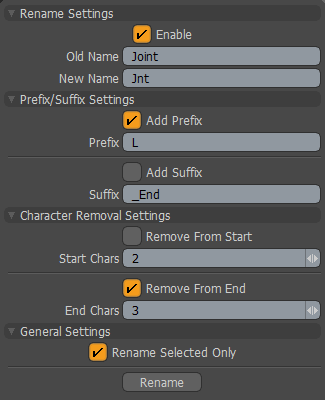 Rename Settings
Enable
Old Name Joint
New Name Jnt
Prefix/Suffix Settings
Add Prefix
Prefix L
Add Suffix
Suffix _End
Character Removal Settings
Remove From Start
Start Chars 2
Remove From End
End Chars 3
General Settings
Rename Selected Only
Rename